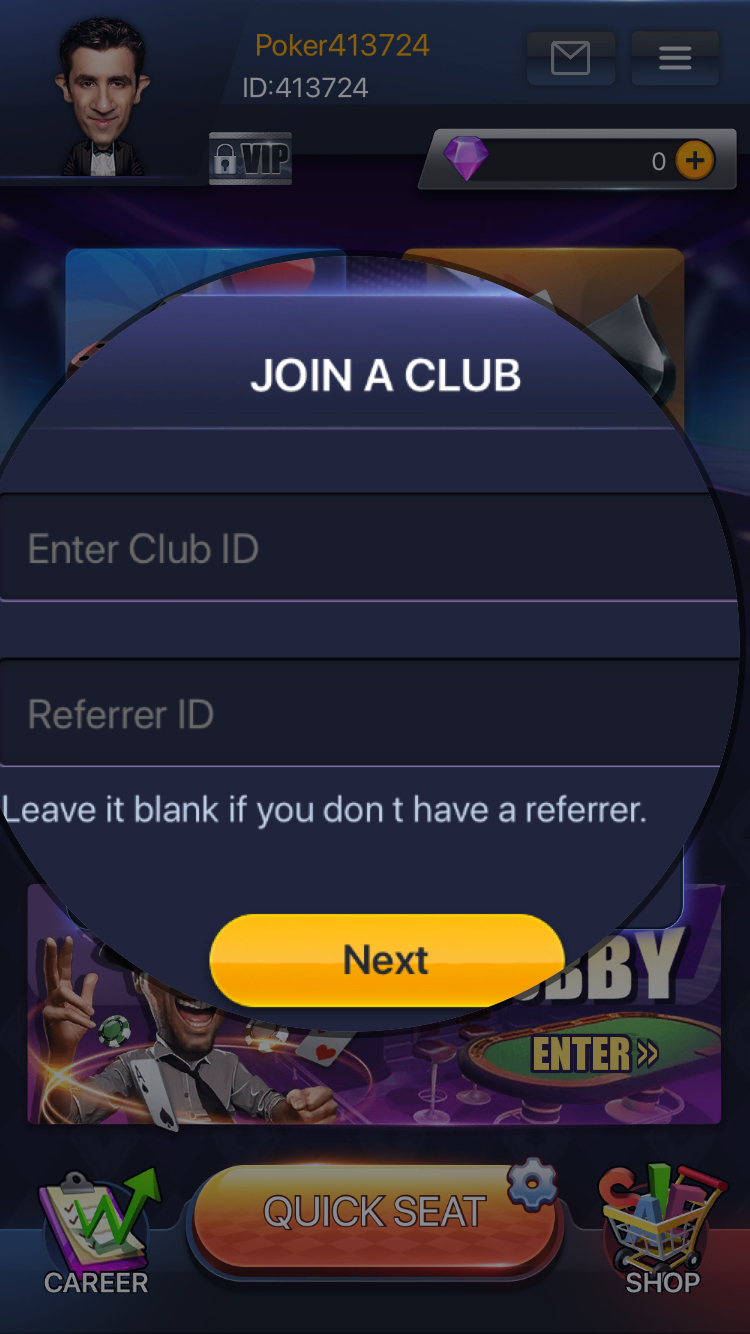 Poker413724
ID:413724
VIP
0
JOIN A CLUB
Enter Club ID
Referrer ID
Leave it blank if you don t have a referrer.
Next
BBY
ENTER »
QUICK SEAT
CAREER
SHOP